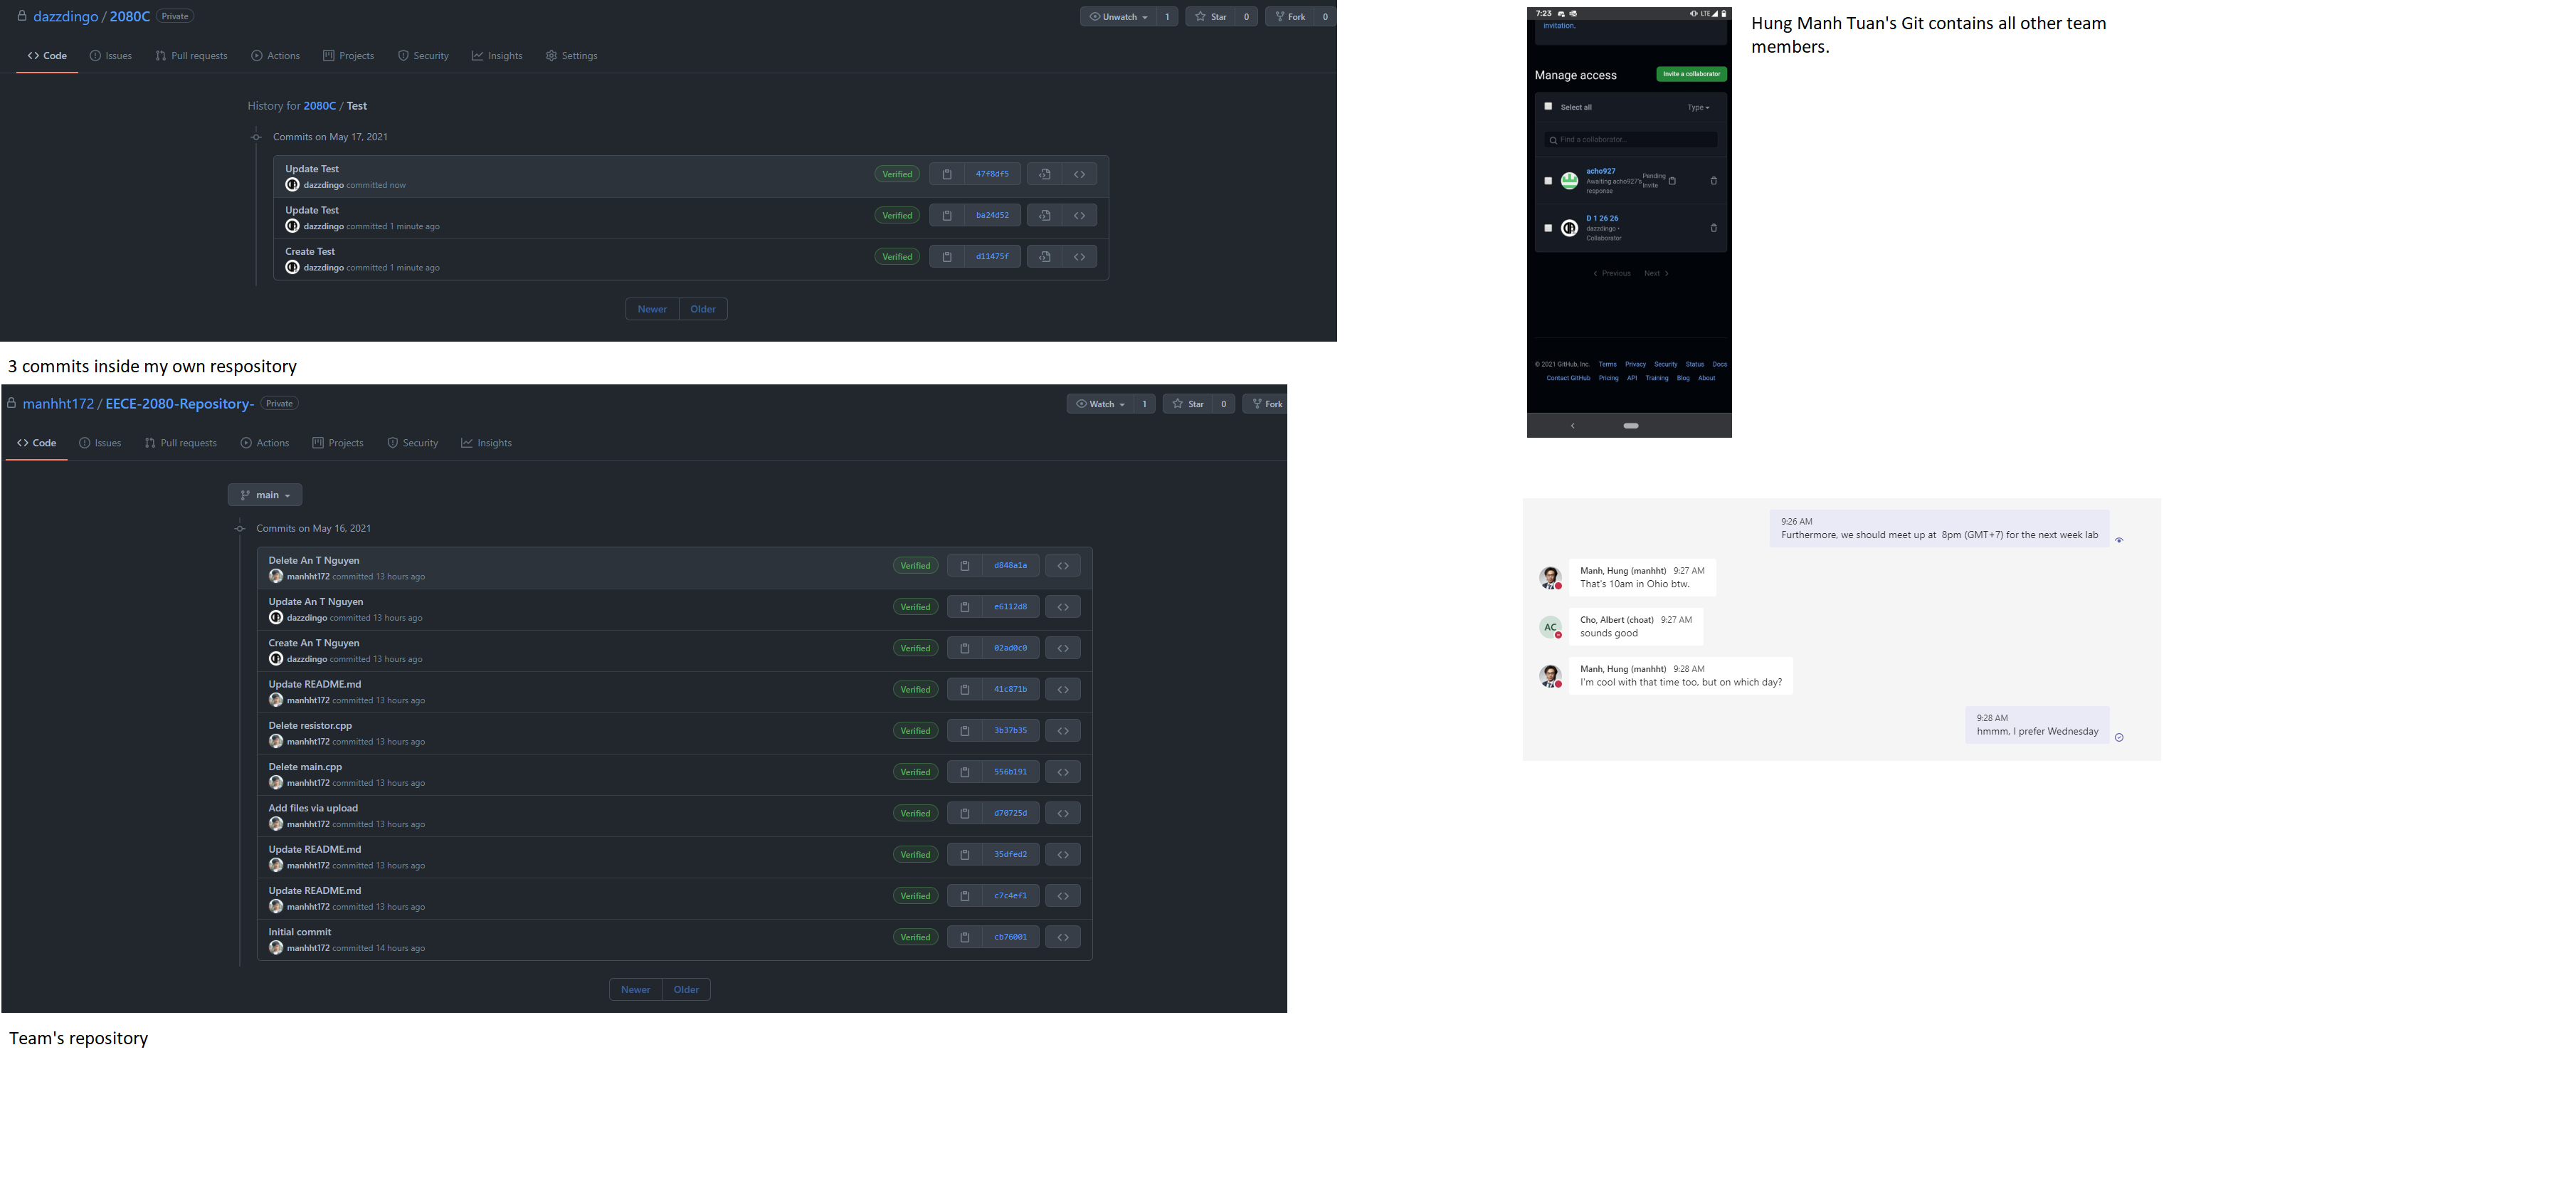 dazzdingo / 2080C Private
Unwatch 1 Star 0 Fork 0
Code Issues Pull requests Actions Projects Security Insights Settings
History for 2080C / Test
Commits on May 17, 2021
Update Test
dazzdingo committed now
Verified 47f8df5
Update Test
dazzdingo committed 1 minute ago
Verified ba24d52
Create Test
dazzdingo committed 1 minute ago
Verified d11475f
Newer Older
3 commits inside my own respository
manhht172 / EECE-2080-Repository- Private
Watch 1 Star 0 Fork
Code Issues Pull requests Actions Projects Security Insights
main
Commits on May 16, 2021
Delete An T Nguyen
manhht172 committed 13 hours ago
Verified d848a1a
Update An T Nguyen
dazzdingo committed 13 hours ago
Verified e6112d8
Create An T Nguyen
dazzdingo committed 13 hours ago
Verified 02ad0c0
Update README.md
manhht172 committed 13 hours ago
Verified 41c871b
Delete resistor.cpp
manhht172 committed 13 hours ago
Verified 3b37b35
Delete main.cpp
manhht172 committed 13 hours ago
Verified 556b191
Add files via upload
manhht172 committed 13 hours ago
Verified d70725d
Update README.md
manhht172 committed 13 hours ago
Verified 35dfed2
Update README.md
manhht172 committed 13 hours ago
Verified c7c4ef1
Initial commit
manhht172 committed 14 hours ago
Verified cb76001
Newer Older
Team's repository
7:23 LTE
invitation.
Manage access Invite a collaborator
Select all Type
Find a collaborator...
acho927
Awaiting acho927's response
Pending Invite
D 1 26 26
dazzdingo •
Collaborator
Previous Next
© 2021 GitHub, Inc. Terms Privacy Security Status Docs
Contact GitHub Pricing API Training Blog About
Hung Manh Tuan's Git contains all other team
members.
9:26 AM
Furthermore, we should meet up at 8pm (GMT+7) for the next week lab
Manh, Hung (manhht) 9:27 AM
That's 10am in Ohio btw.
AC
Cho, Albert (choat) 9:27 AM
sounds good
Manh, Hung (manhht) 9:28 AM
I'm cool with that time too, but on which day?
9:28 AM
hmmm, I prefer Wednesday